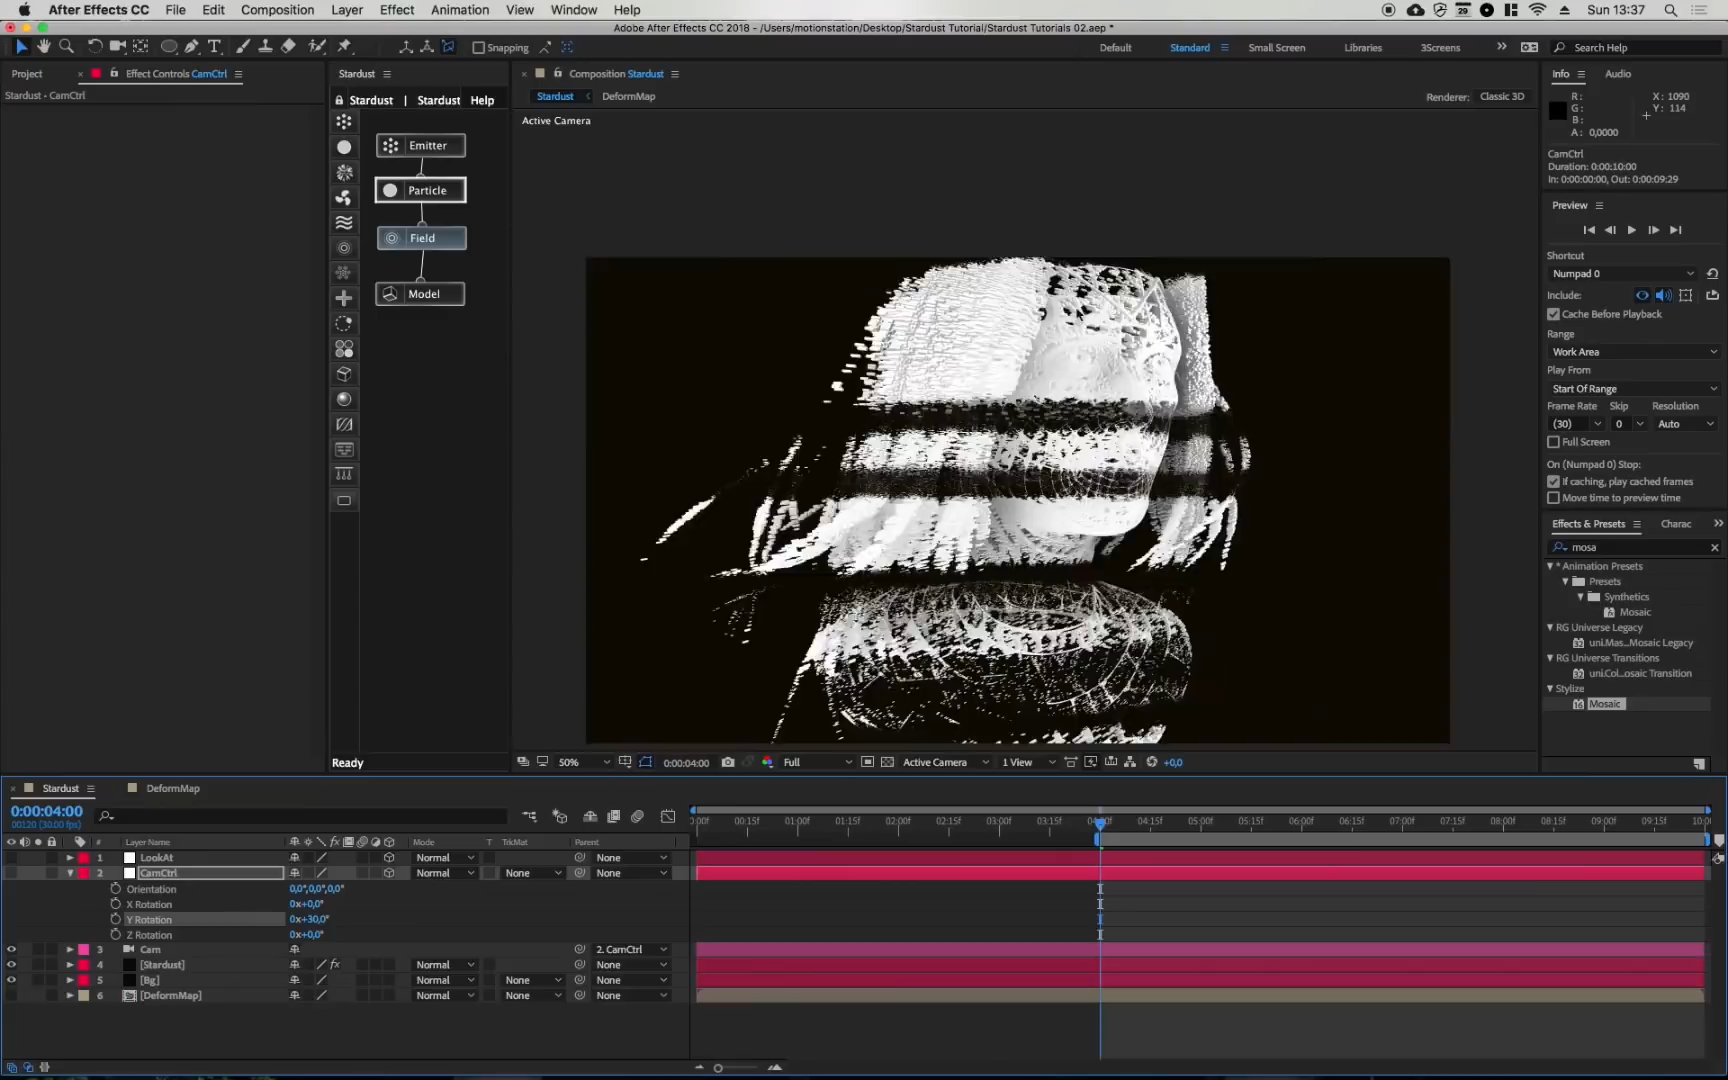 After Effects CC File Edit Composition Layer Effect Animation View Window Help
29 Sun 13:37
Adobe After Effects CC 2018 - /Users/motionstation/Desktop/Stardust Tutorial/Stardust Tutorials 02.aep *
Snapping
Default Standard Small Screen Libraries 3Screens Search Help
Project Effect Controls CamCtrl
Stardust • CamCtrl
Stardust
Stardust | Stardust Help
Emitter
Particle
Field
Model
Ready
Composition Stardust
Stardust DeformMap
Renderer: Classic 3D
Active Camera
50% 0:00:04:00 Full Active Camera 1 View +0,0
Info Audio
R: X: 1090
G: Y: 114
B:
A: 0,0000
CamCtrl
Duration: 0:00:10:00
In: 0:00:00:00, Out: 0:00:09:29
Preview
Shortcut
Numpad 0
Include:
Cache Before Playback
Range
Work Area
Play From
Start Of Range
Frame Rate Skip Resolution
(30) 0 Auto
Full Screen
On (Numpad 0) Stop:
If caching, play cached frames
Move time to preview time
Effects & Presets Charac
mosa
* Animation Presets
Presets
Synthetics
Mosaic
RG Universe Legacy
uni.Mas...Mosaic Legacy
RG Universe Transitions
uni.Col...osaic Transition
Stylize
Mosaic
Stardust DeformMap
0:00:04:00
00120 (30.00 fps)
:00f 00:15f 01:00f 01:15f 02:00f 02:15f 03:00f 03:15f 04:00f 04:15f 05:00f 05:15f 06:00f 06:15f 07:00f 07:15f 08:00f 08:15f 09:00f 09:15f 10:0
# Layer Name fx Mode T TrkMat Parent
1 LookAt Normal None
2 CamCtrl Normal None None
Orientation 0,0°,0,0°,0,0°
X Rotation 0x+0,0°
Y Rotation 0x+30,0°
Z Rotation 0x+0,0°
3 Cam 2. CamCtrl
4 [Stardust] fx Normal None
5 [Bg] Normal None None
6 [DeformMap] Normal None None